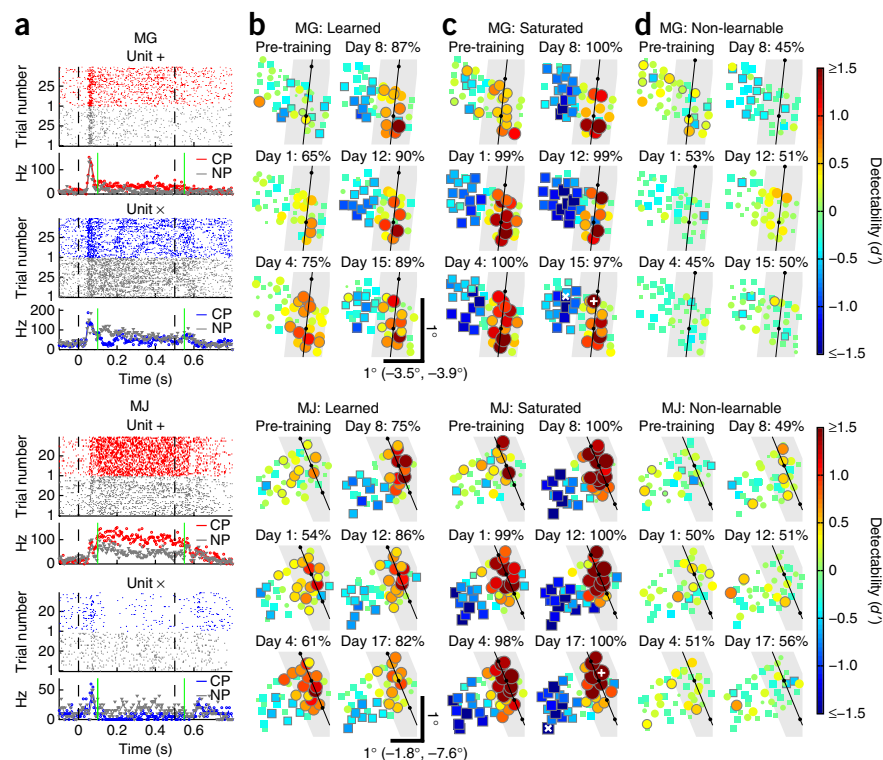 a
MG
Unit +
Trial number
25
1
25
1
Hz
100
0
CP
NP
Unit ×
Trial number
25
1
25
1
Hz
200
100
0
CP
NP
0 0.2 0.4 0.6
Time (s)
b
MG: Learned
Pre-training Day 8: 87%
Day 1: 65% Day 12: 90%
Day 4: 75% Day 15: 89%
1°
1° (–3.5°, –3.9°)
c
MG: Saturated
Pre-training Day 8: 100%
Day 1: 99% Day 12: 99%
Day 4: 100% Day 15: 97%
d
MG: Non-learnable
Pre-training Day 8: 45%
Day 1: 53% Day 12: 51%
Day 4: 45% Day 15: 50%
≥1.5
1.0
0.5
0
–0.5
–1.0
≤–1.5
Detectability (d′)
MJ
Unit +
Trial number
20
1
20
1
Hz
100
0
CP
NP
Unit ×
Trial number
20
1
20
1
Hz
50
0
CP
NP
0 0.2 0.4 0.6
Time (s)
MJ: Learned
Pre-training Day 8: 75%
Day 1: 54% Day 12: 86%
Day 4: 61% Day 17: 82%
1°
1° (–1.8°, –7.6°)
MJ: Saturated
Pre-training Day 8: 100%
Day 1: 99% Day 12: 100%
Day 4: 98% Day 17: 100%
MJ: Non-learnable
Pre-training Day 8: 49%
Day 1: 50% Day 12: 51%
Day 4: 51% Day 17: 56%
≥1.5
1.0
0.5
0
–0.5
–1.0
≤–1.5
Detectability (d′)